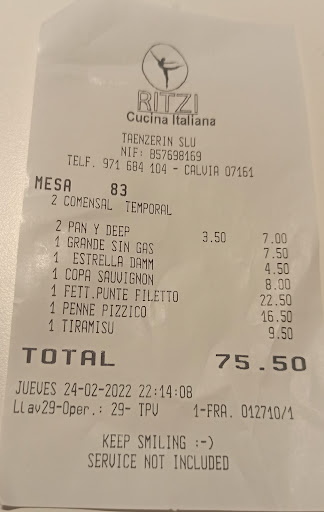 RITZI
Cucina Italiana
TAENZERIN SLU
NIF: B57698169
TELF. 971 684 104 - CALVIA 07161
MESA 83
2 COMENSAL TEMPORAL
2 PAN Y DEEP 3.50 7.00
1 GRANDE SIN GAS 7.50
1 ESTRELLA DAMM 4.50
1 COPA SAUVIGNON 8.00
1 FETT.PUNTE FILETTO 22.50
1 PENNE PIZZICO 16.50
1 TIRAMISU 9.50
TOTAL 75.50
JUEVES 24-02-2022 22:14:08
Llav29-Oper.: 29- TPV 1-FRA. 012710/1
KEEP SMILING :-)
SERVICE NOT INCLUDED